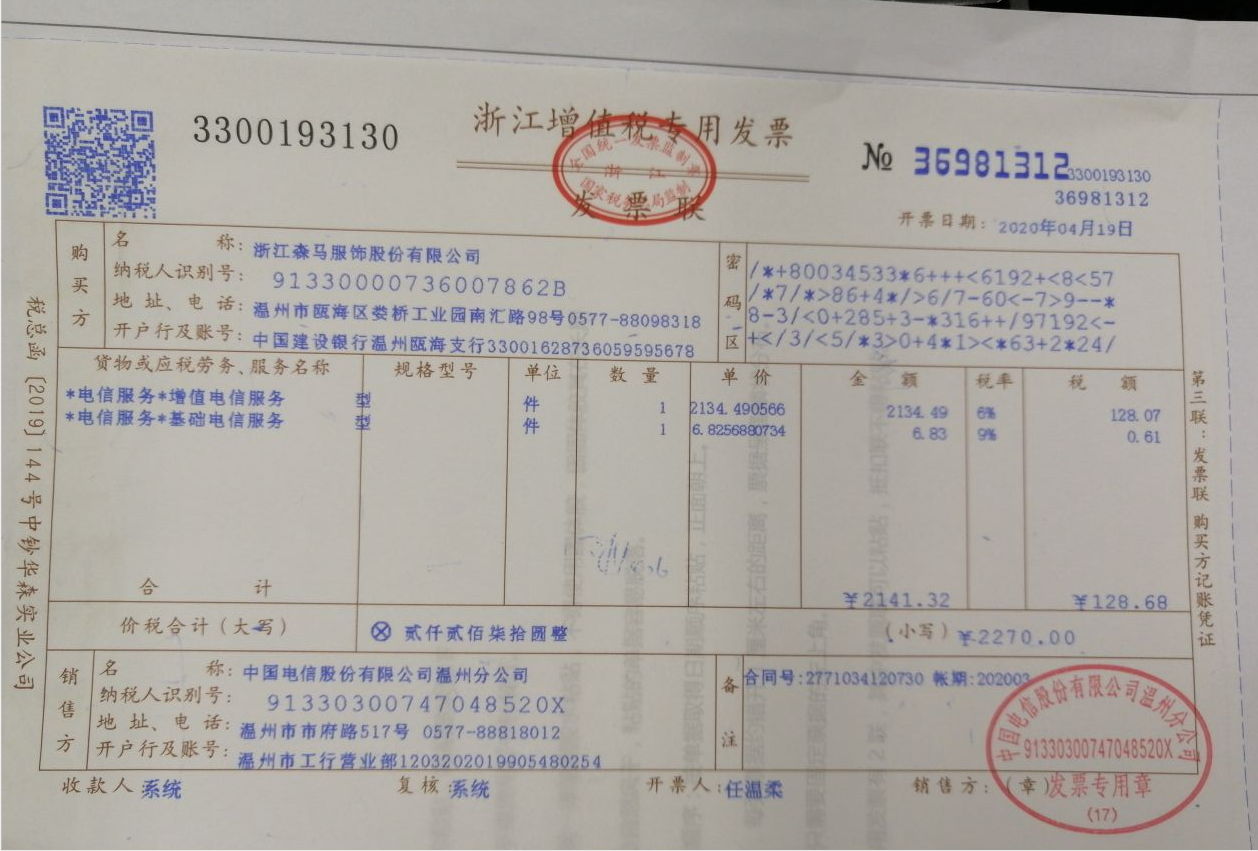 3300193130
浙江增值税专用发票
全国统一发票监制章
浙 江
国家税务总局监制
发 票 联
№ 36981312
3300193130
36981312
开票日期: 2020年04月19日
税总函〔2019〕144号中钞华森实业公司
第三联:发票联 购买方记账凭证
购买方
名 称: 浙江森马服饰股份有限公司
纳税人识别号: 91330000736007862B
地 址、电 话: 温州市瓯海区娄桥工业园南汇路98号0577-88098318
开户行及账号: 中国建设银行温州瓯海支行33001628736059595678
密码区
/*+80034533*6+++<6192+<8<57
/*7/*>86+4*/>6/7-60<-7>9--*
8-3/<0+285+3-*316++/97192<-
+</3/<5/*3>0+4*1><*63+2*24/
货物或应税劳务、服务名称 规格型号 单位 数 量 单 价 金 额 税率 税 额
*电信服务*增值电信服务 型 件 1 2134.490566 2134.49 6% 128.07
*电信服务*基础电信服务 型 件 1 6.8256880734 6.83 9% 0.61
合 计 ¥2141.32 ¥128.68
价税合计(大写) ⊗ 贰仟贰佰柒拾圆整 (小写) ¥2270.00
销售方
名 称: 中国电信股份有限公司温州分公司
纳税人识别号: 91330300747048520X
地 址、电 话: 温州市市府路517号 0577-88818012
开户行及账号: 温州市工行营业部1203202019905480254
备注
合同号:2771034120730 帐期:202003
中国电信股份有限公司温州分公司
91330300747048520X
发票专用章
(17)
收款人 系统 复核:系统 开票人:任温柔 销售方:(章)